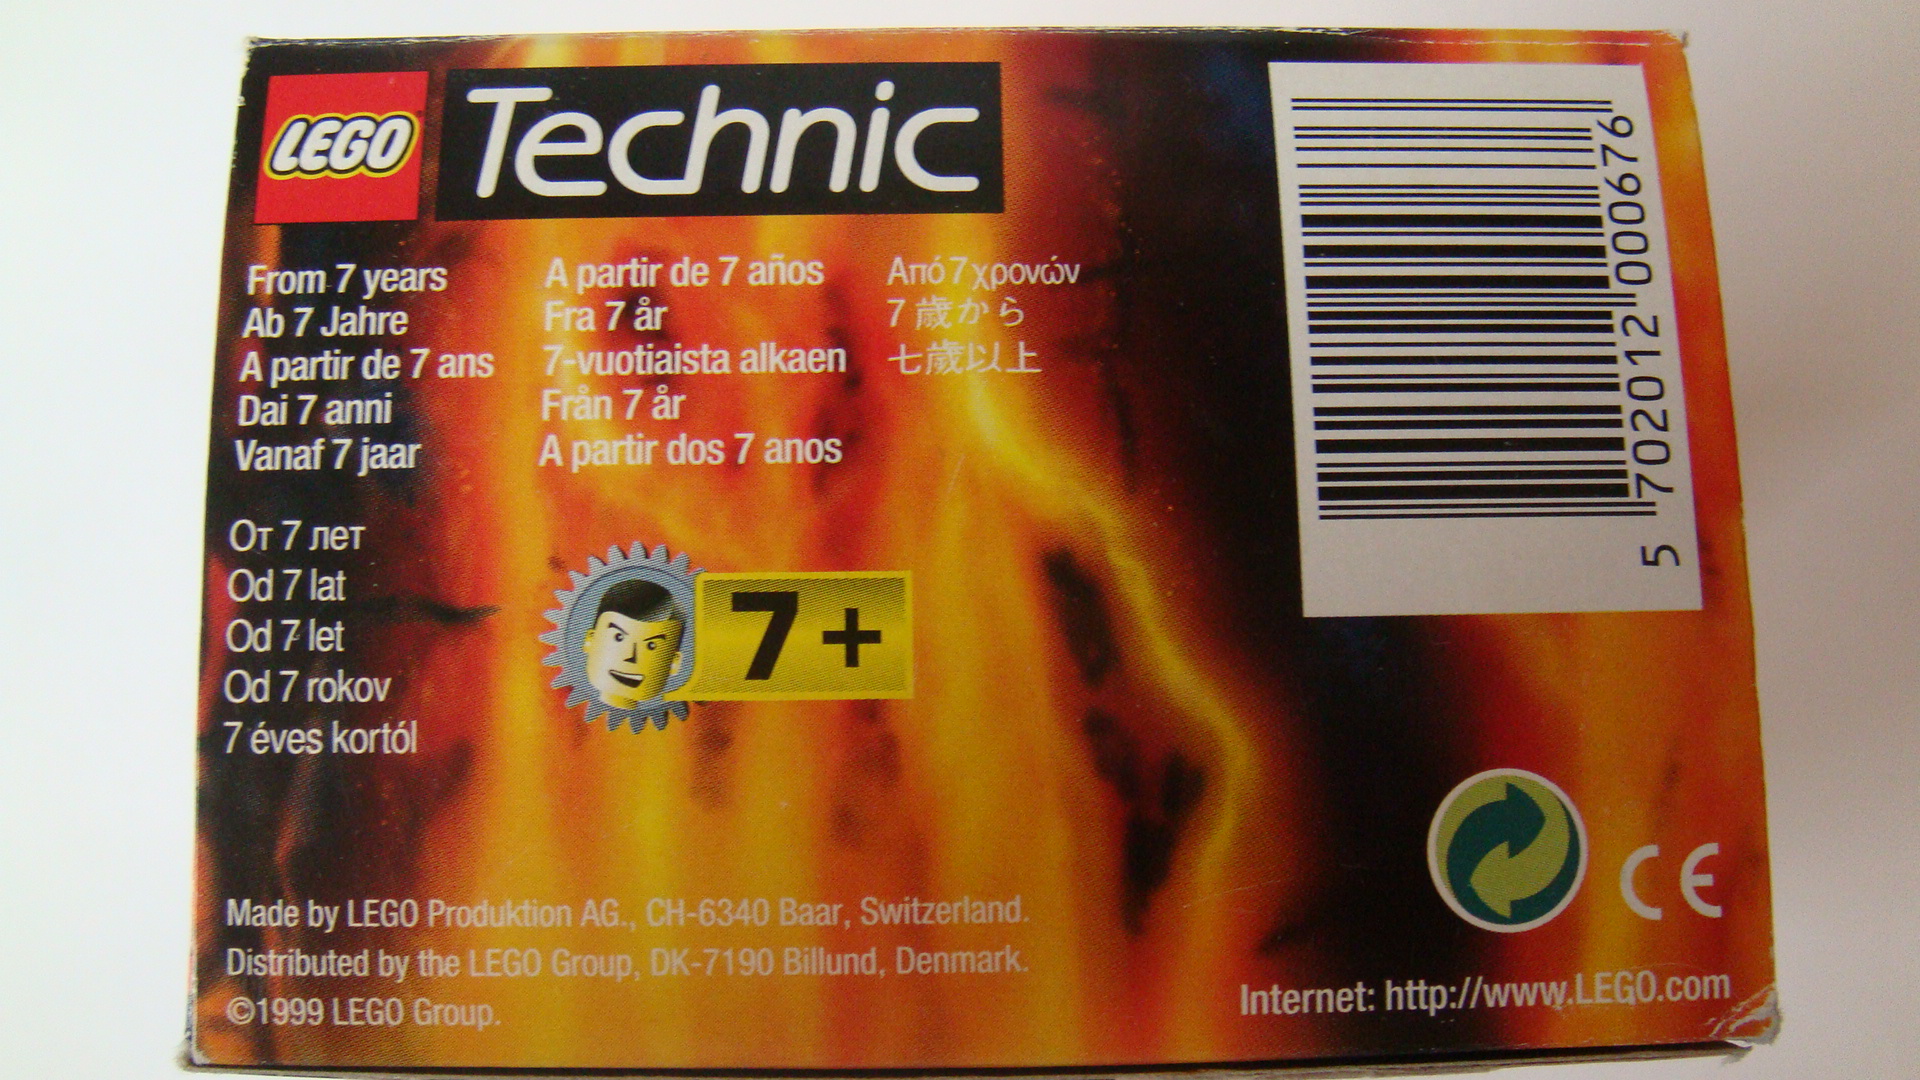 LEGO Technic
From 7 years
Ab 7 Jahre
A partir de 7 ans
Dai 7 anni
Vanaf 7 jaar
A partir de 7 años
Fra 7 år
7-vuotiaista alkaen
Från 7 år
A partir dos 7 anos
Από 7 χρονών
7 歳から
七歲以上
От 7 лет
Od 7 lat
Od 7 let
Od 7 rokov
7 éves kortól
7+
5 702012 000676
CE
Made by LEGO Produktion AG., CH-6340 Baar, Switzerland.
Distributed by the LEGO Group, DK-7190 Billund, Denmark.
©1999 LEGO Group.
Internet: http://www.LEGO.com